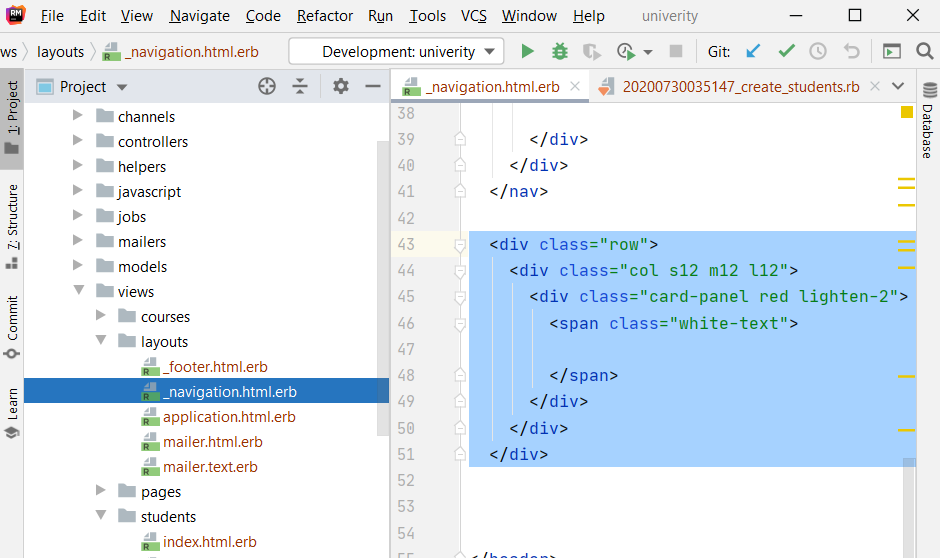 RM File Edit View Navigate Code Refactor Run Tools VCS Window Help univerity
ws layouts _navigation.html.erb Development: univerity Git:
1: Project
7: Structure
Commit
Learn
Project
channels
controllers
helpers
javascript
jobs
mailers
models
views
courses
layouts
_footer.html.erb
_navigation.html.erb
application.html.erb
mailer.html.erb
mailer.text.erb
pages
students
index.html.erb
_navigation.html.erb 20200730035147_create_students.rb
38
39 </div>
40 </div>
41 </nav>
42
43 <div class="row">
44 <div class="col s12 m12 l12">
45 <div class="card-panel red lighten-2">
46 <span class="white-text">
47
48 </span>
49 </div>
50 </div>
51 </div>
52
53
54
55 </header>
Database